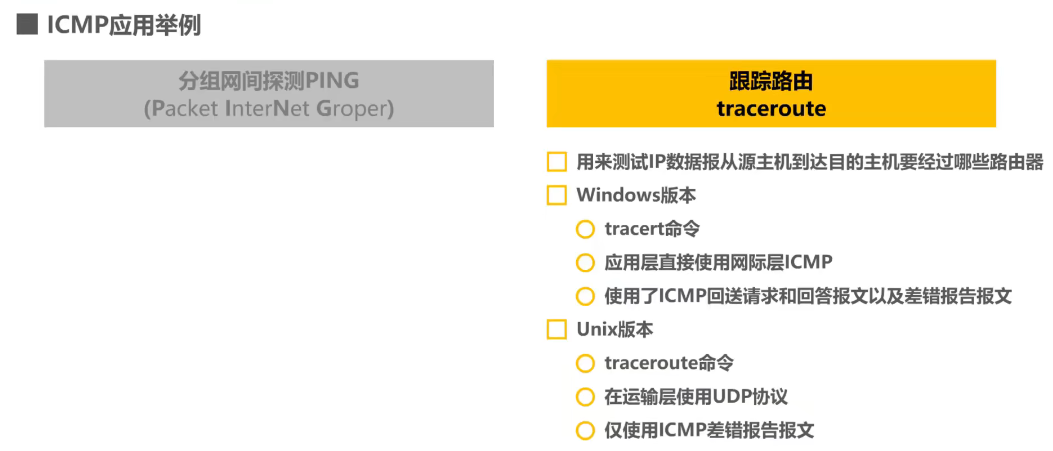 ICMP应用举例
分组网间探测PING
(Packet InterNet Groper)
跟踪路由
traceroute
用来测试IP数据报从源主机到达目的主机要经过哪些路由器
Windows版本
tracert命令
应用层直接使用网际层ICMP
使用了ICMP回送请求和回答报文以及差错报告报文
Unix版本
traceroute命令
在运输层使用UDP协议
仅使用ICMP差错报告报文